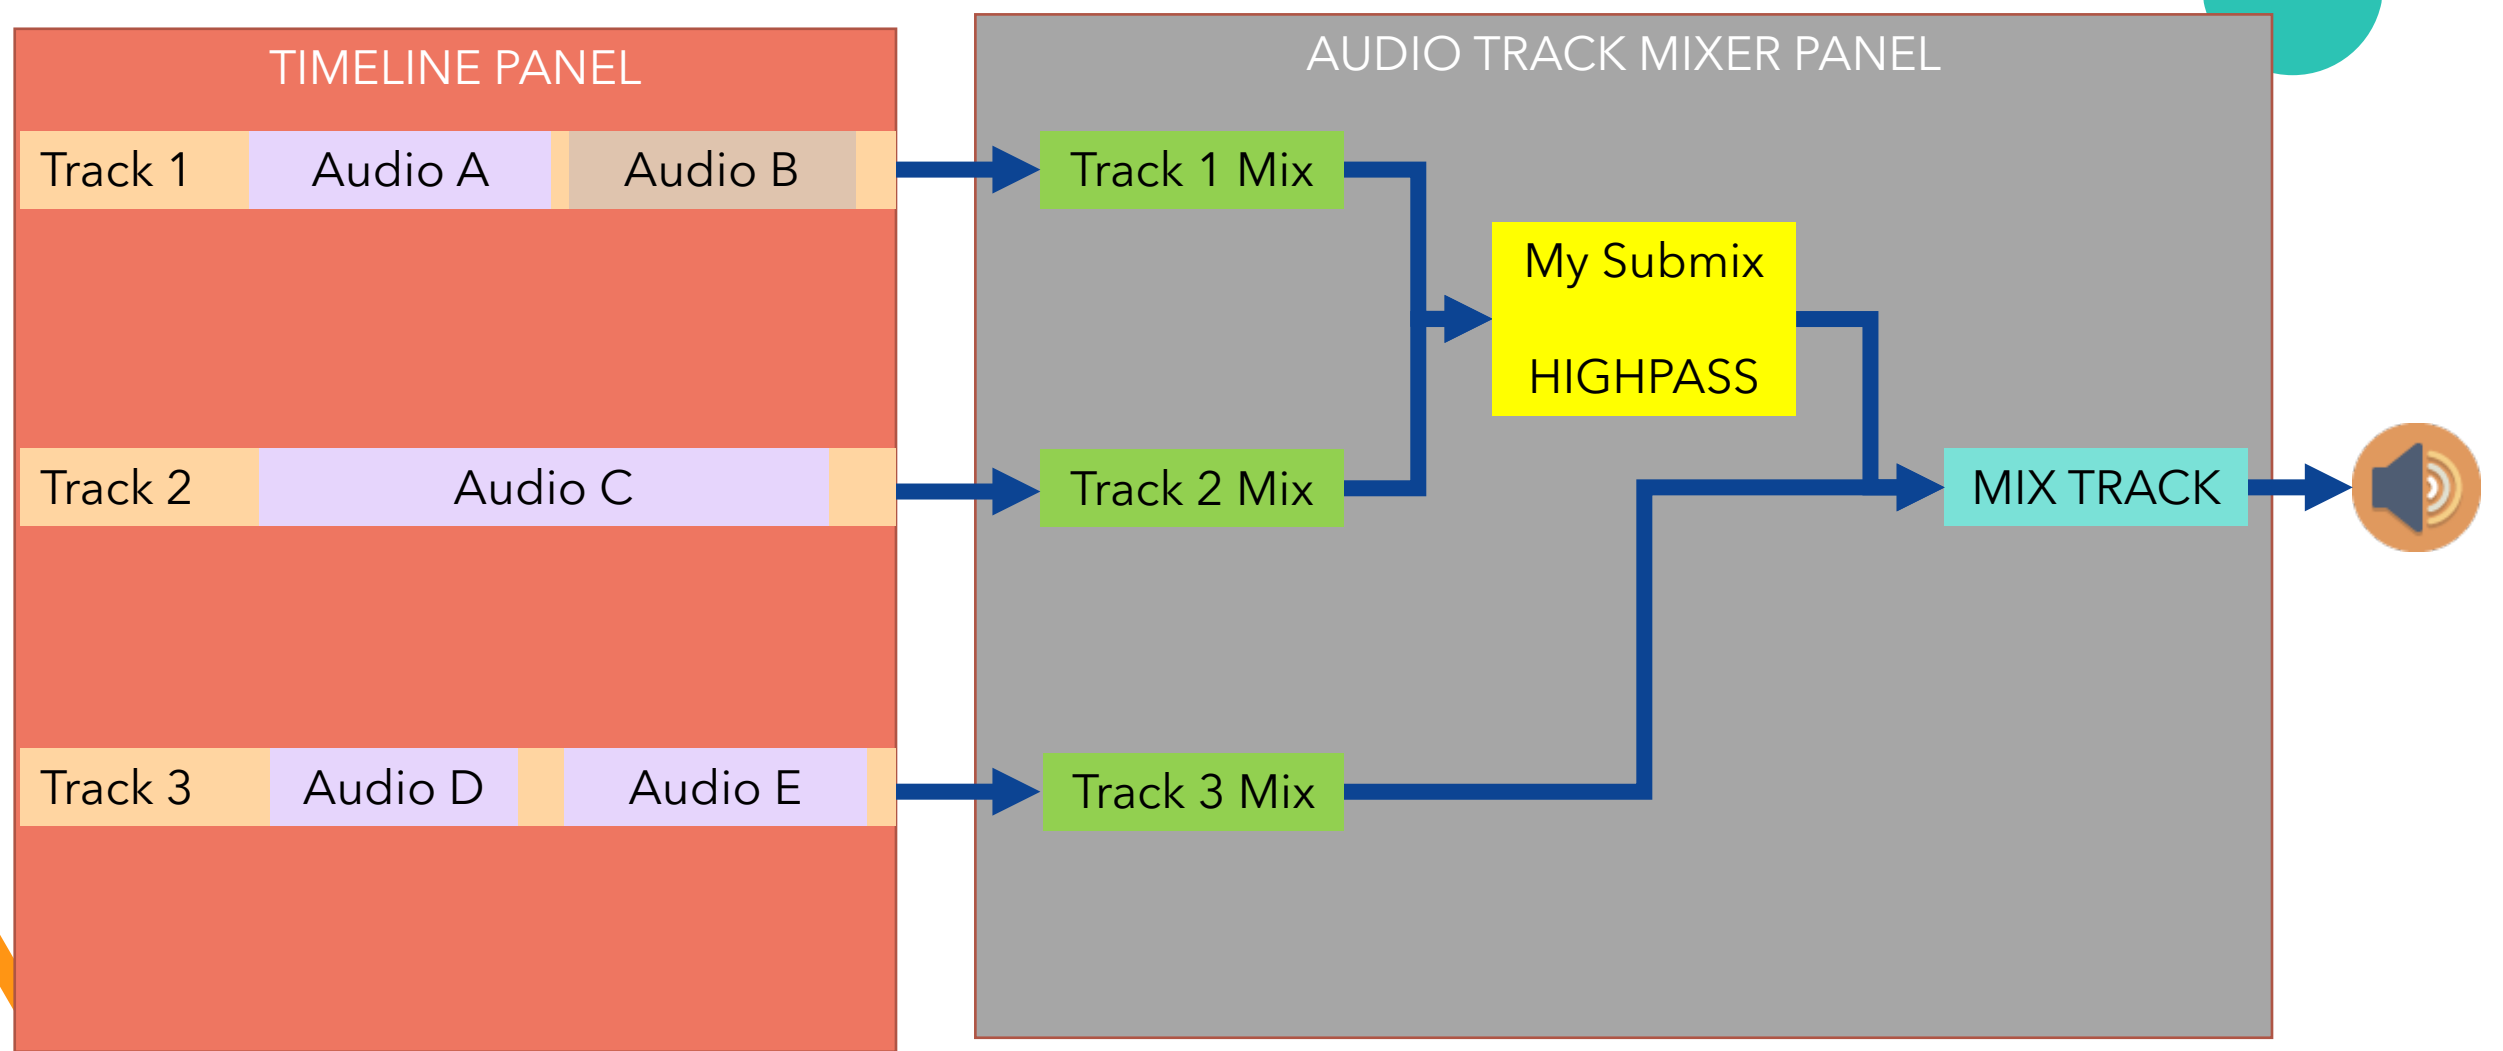 TIMELINE PANEL
Track 1
Audio A
Audio B
Track 2
Audio C
Track 3
Audio D
Audio E
AUDIO TRACK MIXER PANEL
Track 1 Mix
My Submix
HIGHPASS
Track 2 Mix
MIX TRACK
Track 3 Mix